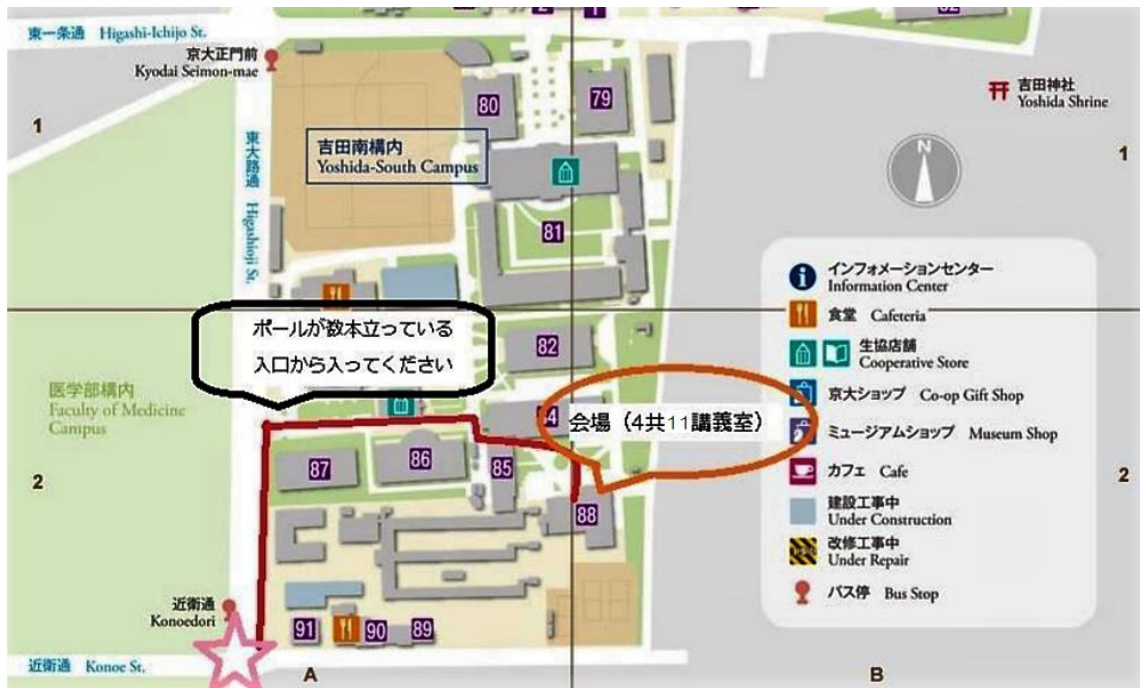 東一条通 Higashi-Ichijo St.
京大正門前
Kyodai Seimon-mae
80
79
吉田神社
Yoshida Shrine
1
吉田南構内
Yoshida-South Campus
東大路通 Higashioji St.
N
1
81
インフォメーションセンター
Information Center
食堂 Cafeteria
ポールが数本立っている
入口から入ってください
82
生協店舗
Cooperative Store
医学部構内
Faculty of Medicine
Campus
京大ショップ Co-op Gift Shop
会場（4共11講義室）
ミュージアムショップ Museum Shop
カフェ Cafe
2
87
86
85
88
2
建設工事中
Under Construction
改修工事中
Under Repair
バス停 Bus Stop
近衛通
Konoedori
91
90
89
近衛通 Konoe St.
A
B